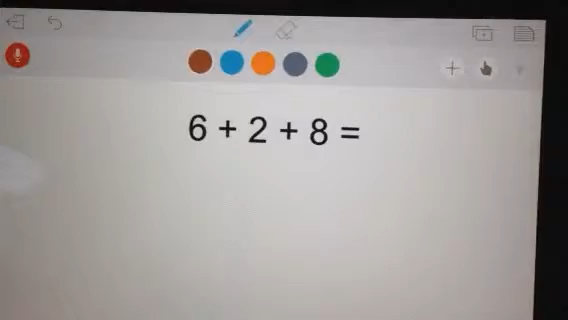 6 + 2 + 8 =